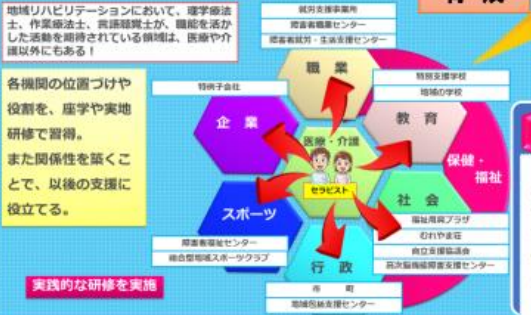 地域リハビリテーションにおいて、理学療法
士、作業療法士、言語聴覚士が、職能を活か
した活動を期待されている領域は、医療や介
護以外にもある！
各機関の位置づけや
役割を、座学や実地
研修で習得。
また関係性を築くこ
とで、以後の支援に
役立てる。
実践的な研修を実施
就労支援事業所
障害者職業センター
障害者就労・生活支援センター
職業
特例子会社
企業
特別支援学校
地域の学校
教育
医療・介護
セラピスト
保健・
福祉
社会
福祉用具プラザ
むれやま荘
自立支援協議会
高次脳機能障害支援センター
スポーツ
障害者福祉センター
総合型地域スポーツクラブ
行政
市　町
地域包括支援センター